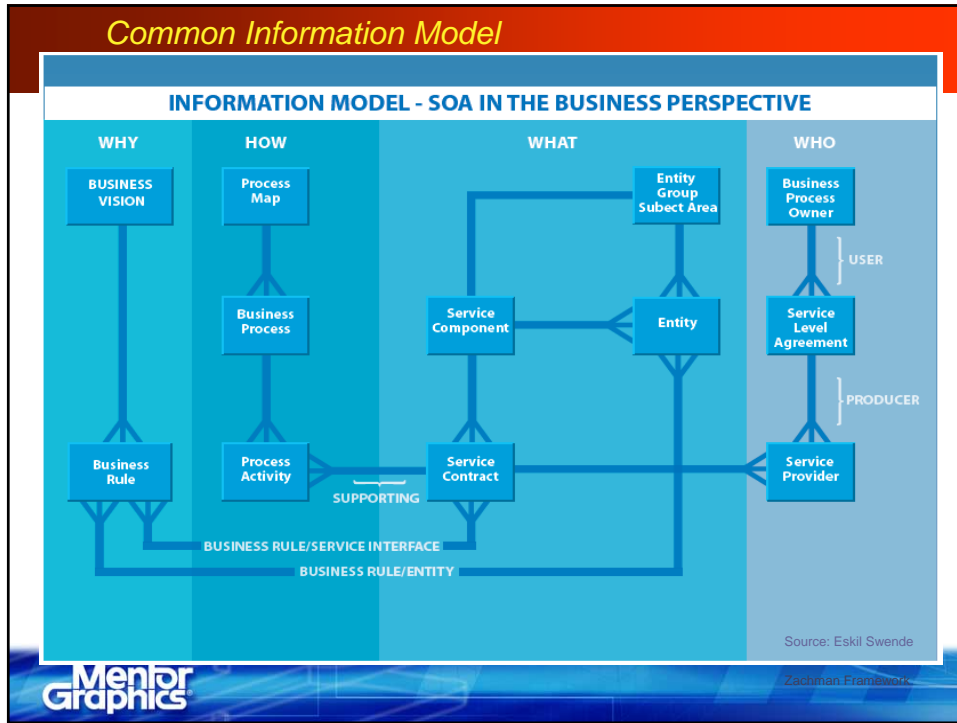 Common Information Model
INFORMATION MODEL - SOA IN THE BUSINESS PERSPECTIVE
WHY
HOW
WHAT
WHO
BUSINESS
VISION
Process
Map
Entity
Group
Subect Area
Business
Process
Owner
USER
Business
Process
Service
Component
Entity
Service
Level
Agreement
PRODUCER
Business
Rule
Process
Activity
SUPPORTING
Service
Contract
Service
Provider
BUSINESS RULE/SERVICE INTERFACE
BUSINESS RULE/ENTITY
Source: Eskil Swende
Zachman Framework
Mentor
Graphics®